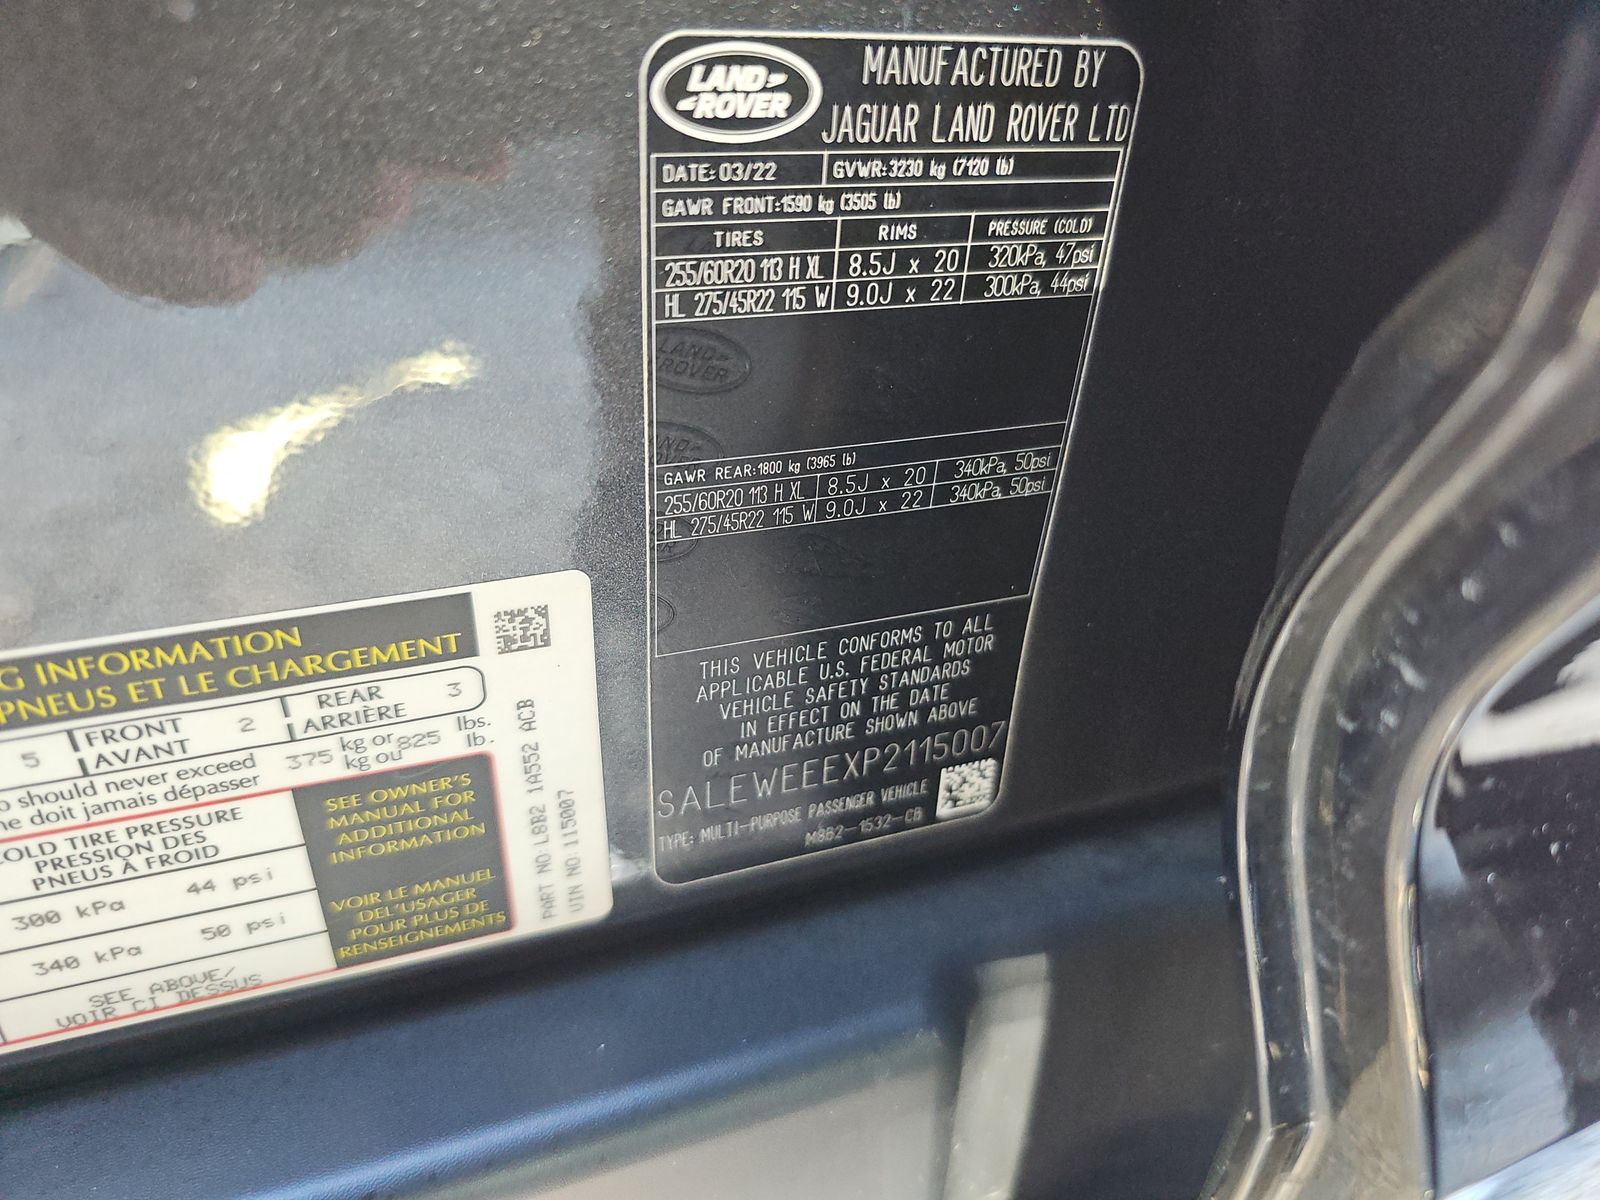 LAND
ROVER
MANUFACTURED BY
JAGUAR LAND ROVER LTD
DATE: 03/22 GVWR:3230 kg (7120 lb)
GAWR FRONT:1590 kg (3505 lb)
TIRES RIMS PRESSURE (COLD)
255/60R20 113 H XL 8.5J x 20 320kPa, 47psi
HL 275/45R22 115 W 9.0J x 22 300kPa, 44psi
LAND
ROVER
GAWR REAR:1800 kg (3965 lb)
255/60R20 113 H XL 8.5J x 20 340kPa, 50psi
HL 275/45R22 115 W 9.0J x 22 340kPa, 50psi
THIS VEHICLE CONFORMS TO ALL
APPLICABLE U.S. FEDERAL MOTOR
VEHICLE SAFETY STANDARDS
IN EFFECT ON THE DATE
OF MANUFACTURE SHOWN ABOVE
SALEWEEEXP2115007
TYPE: MULTI-PURPOSE PASSENGER VEHICLE
M8B2-1532-CB
G INFORMATION
PNEUS ET LE CHARGEMENT
5 FRONT 2 REAR 3
AVANT ARRIÈRE
o should never exceed 375 kg or 825 lbs.
ne doit jamais dépasser kg ou lb.
COLD TIRE PRESSURE
PRESSION DES
PNEUS À FROID
300 kPa 44 psi
340 kPa 50 psi
SEE ABOVE/
VOIR CI DESSUS
SEE OWNER'S
MANUAL FOR
ADDITIONAL
INFORMATION
VOIR LE MANUEL
DEL'USAGER
POUR PLUS DE
RENSEIGNEMENTS
PART NO L8B2 1A552 ACB
VIN NO: 115007